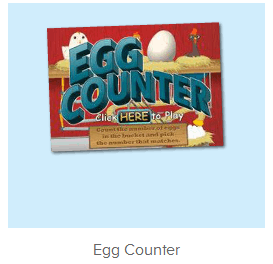 EGG
COUNTER
Click HERE to Play
Count the number of eggs
in the bucket and pick
the number that matches.
Egg Counter